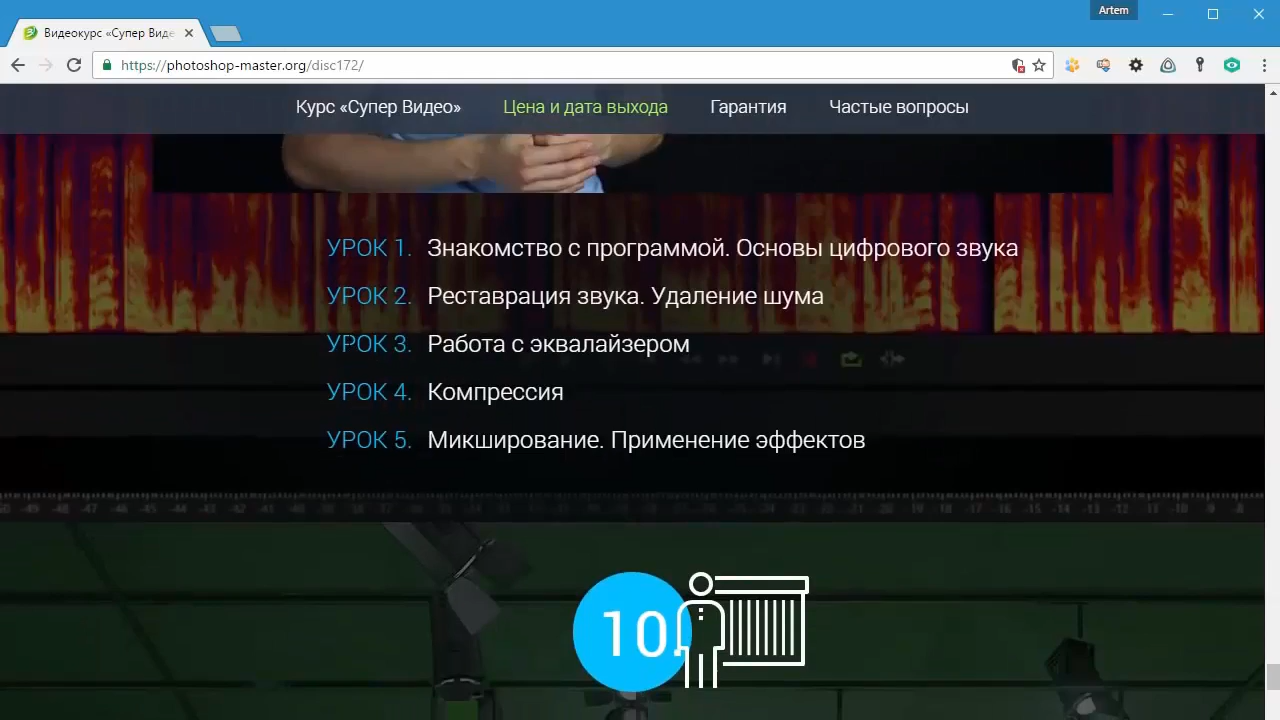 Artem
Видеокурс «Супер Виде
https://photoshop-master.org/disc172/
Курс «Супер Видео» Цена и дата выхода Гарантия Частые вопросы
УРОК 1. Знакомство с программой. Основы цифрового звука
УРОК 2. Реставрация звука. Удаление шума
УРОК 3. Работа с эквалайзером
УРОК 4. Компрессия
УРОК 5. Микширование. Применение эффектов
10.